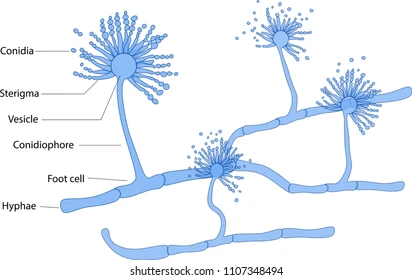 Conidia
Sterigma
Vesicle
Conidiophore
Foot cell
Hyphae
shutterstock.com · 1107348494